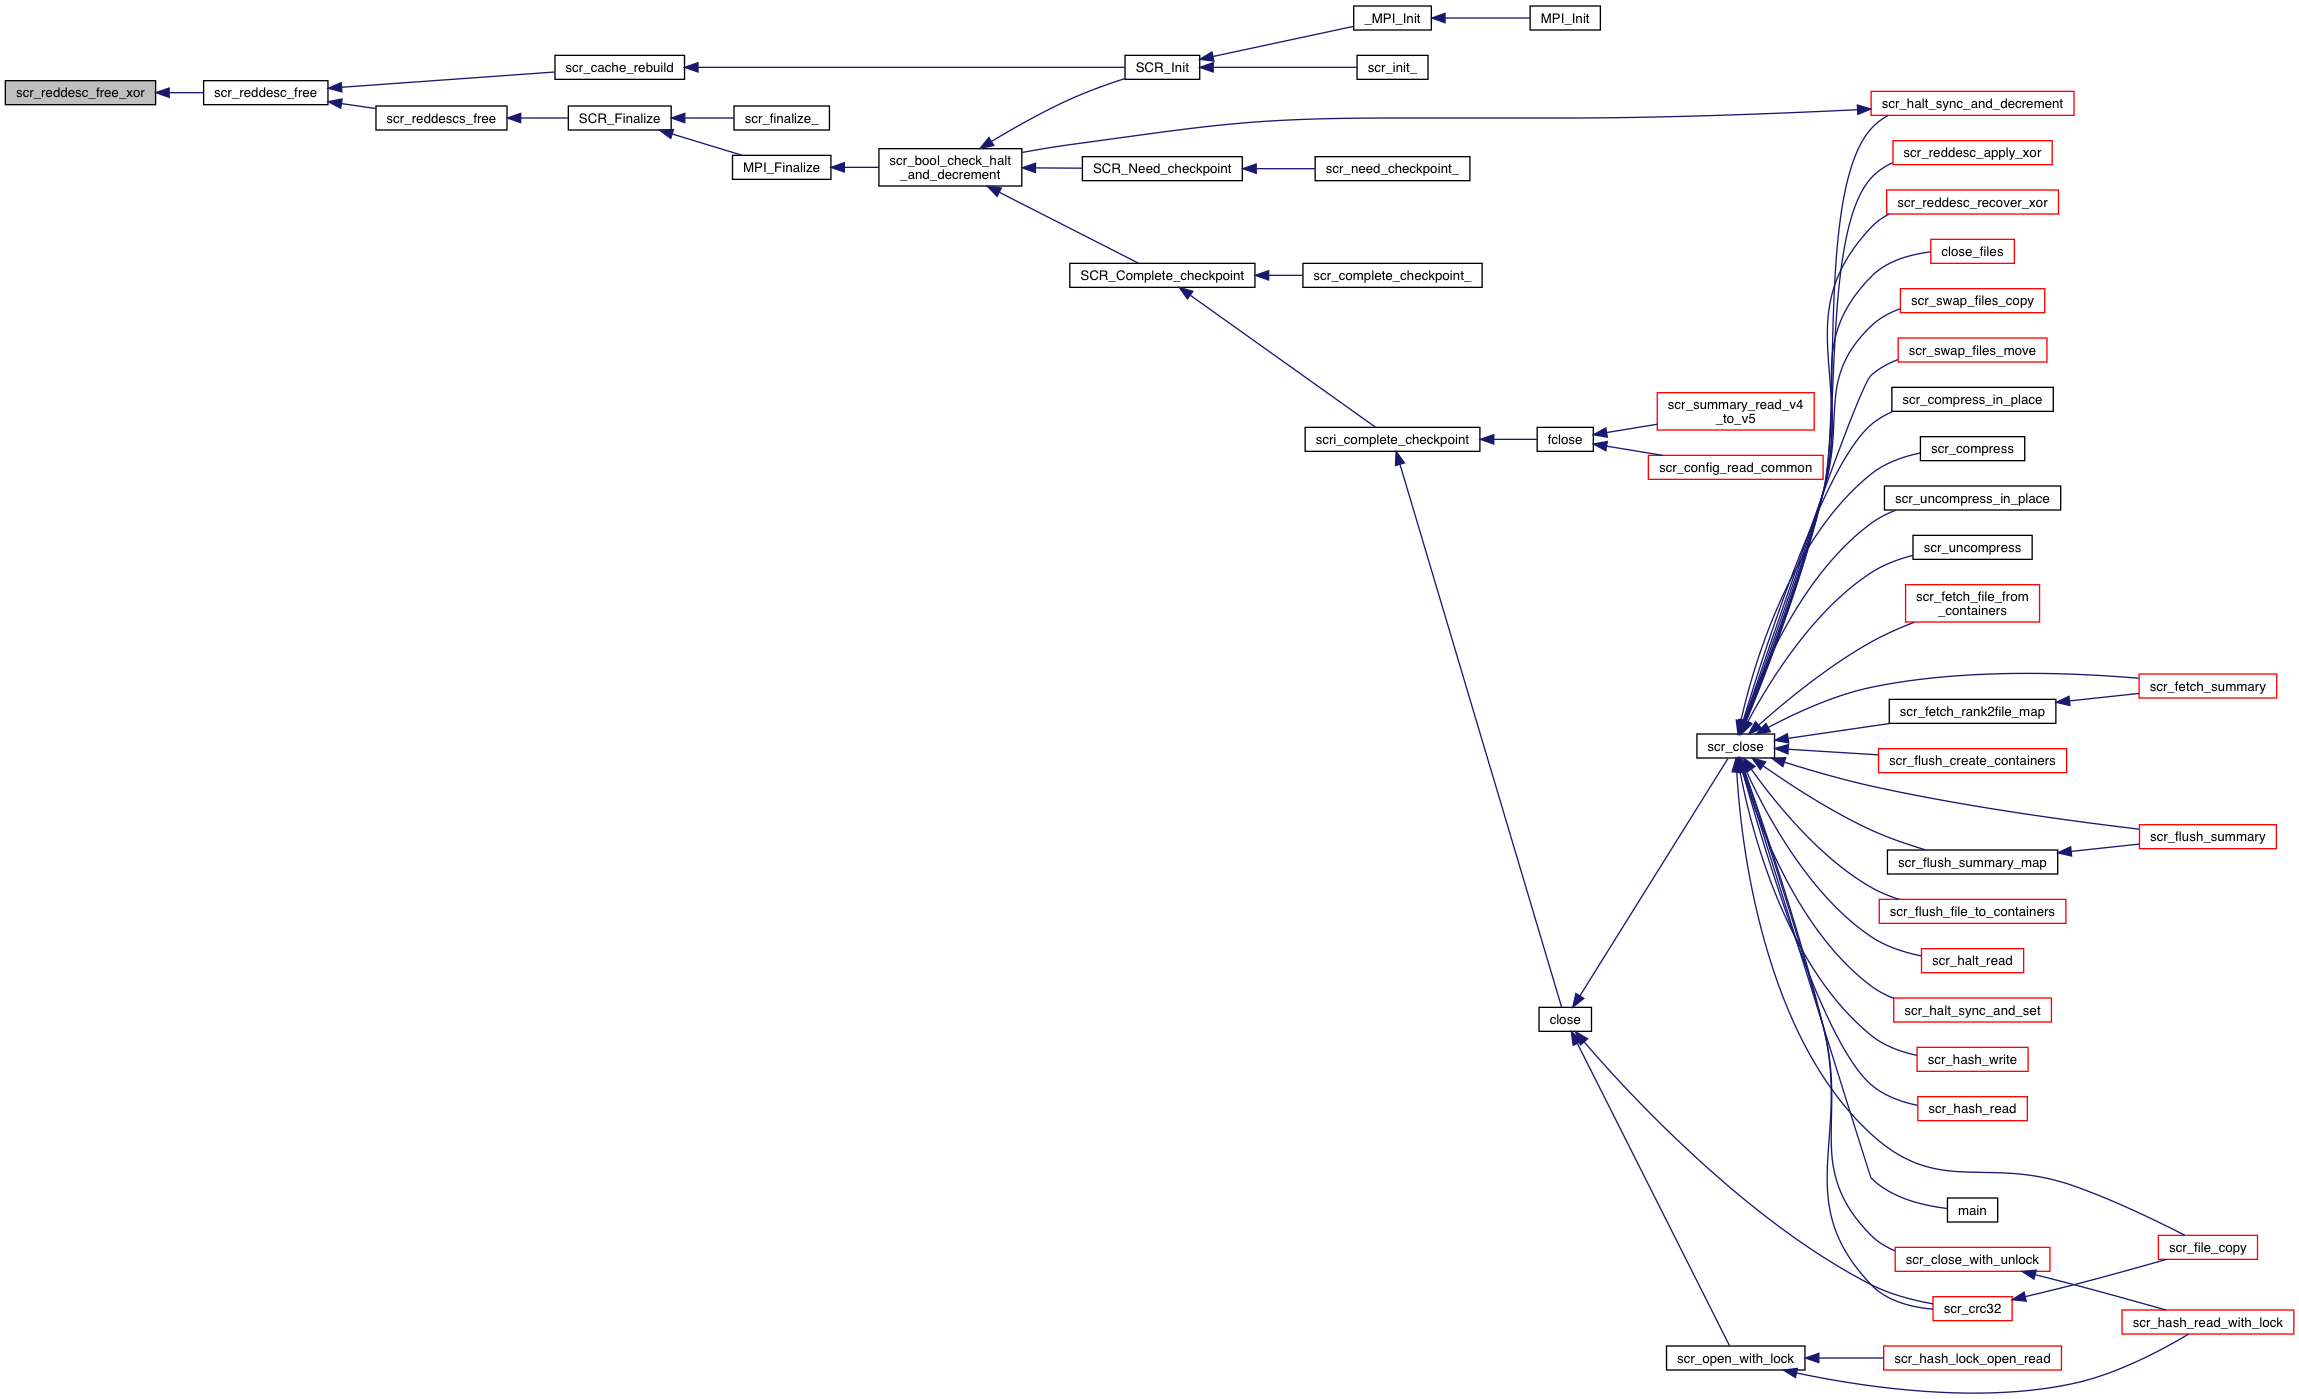 _MPI_Init
MPI_Init
scr_cache_rebuild
SCR_Init
scr_init_
scr_reddesc_free_xor
scr_reddesc_free
scr_reddescs_free
SCR_Finalize
scr_finalize_
scr_halt_sync_and_decrement
MPI_Finalize
scr_bool_check_halt
_and_decrement
SCR_Need_checkpoint
scr_need_checkpoint_
scr_reddesc_apply_xor
scr_reddesc_recover_xor
close_files
SCR_Complete_checkpoint
scr_complete_checkpoint_
scr_swap_files_copy
scr_swap_files_move
scr_compress_in_place
scr_summary_read_v4
_to_v5
scri_complete_checkpoint
fclose
scr_config_read_common
scr_compress
scr_uncompress_in_place
scr_uncompress
scr_fetch_file_from
_containers
scr_fetch_summary
scr_fetch_rank2file_map
scr_close
scr_flush_create_containers
scr_flush_summary
scr_flush_summary_map
scr_flush_file_to_containers
scr_halt_read
scr_halt_sync_and_set
close
scr_hash_write
scr_hash_read
main
scr_file_copy
scr_close_with_unlock
scr_crc32
scr_hash_read_with_lock
scr_open_with_lock
scr_hash_lock_open_read